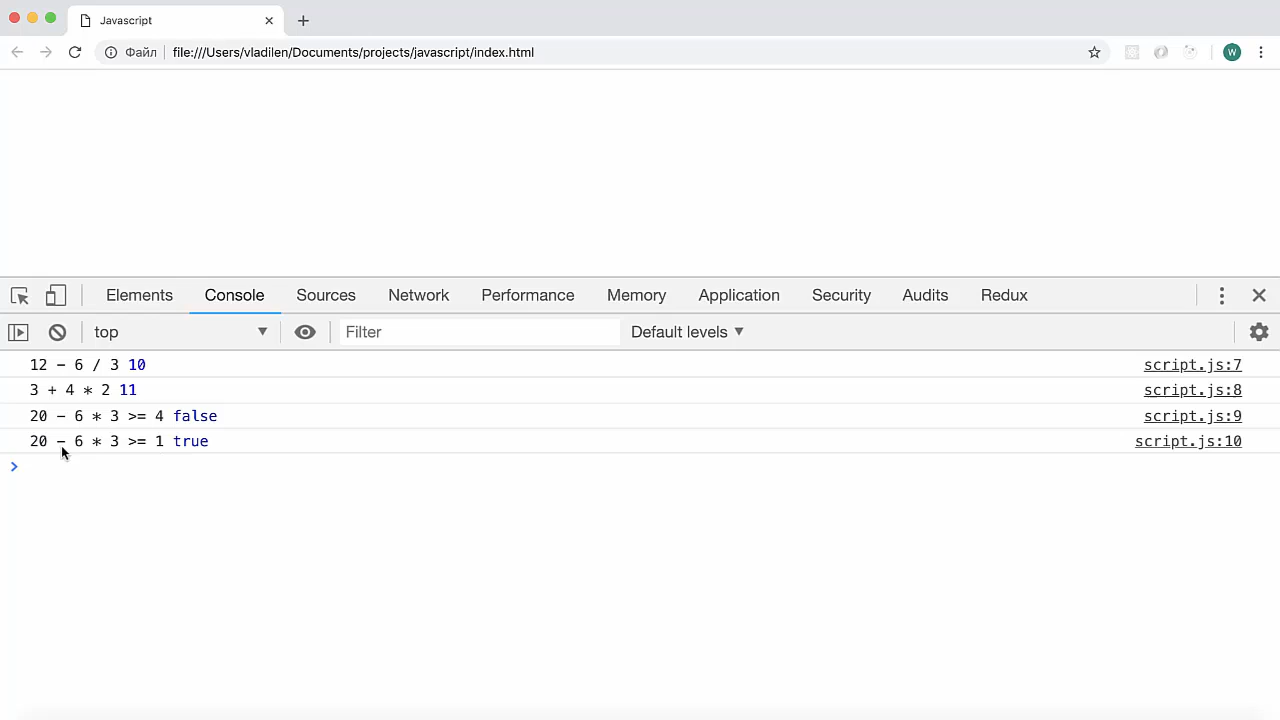 Javascript
Файл file:///Users/vladilen/Documents/projects/javascript/index.html W
Elements Console Sources Network Performance Memory Application Security Audits Redux
top Filter Default levels
12 - 6 / 3 10 script.js:7
3 + 4 * 2 11 script.js:8
20 - 6 * 3 >= 4 false script.js:9
20 - 6 * 3 >= 1 true script.js:10